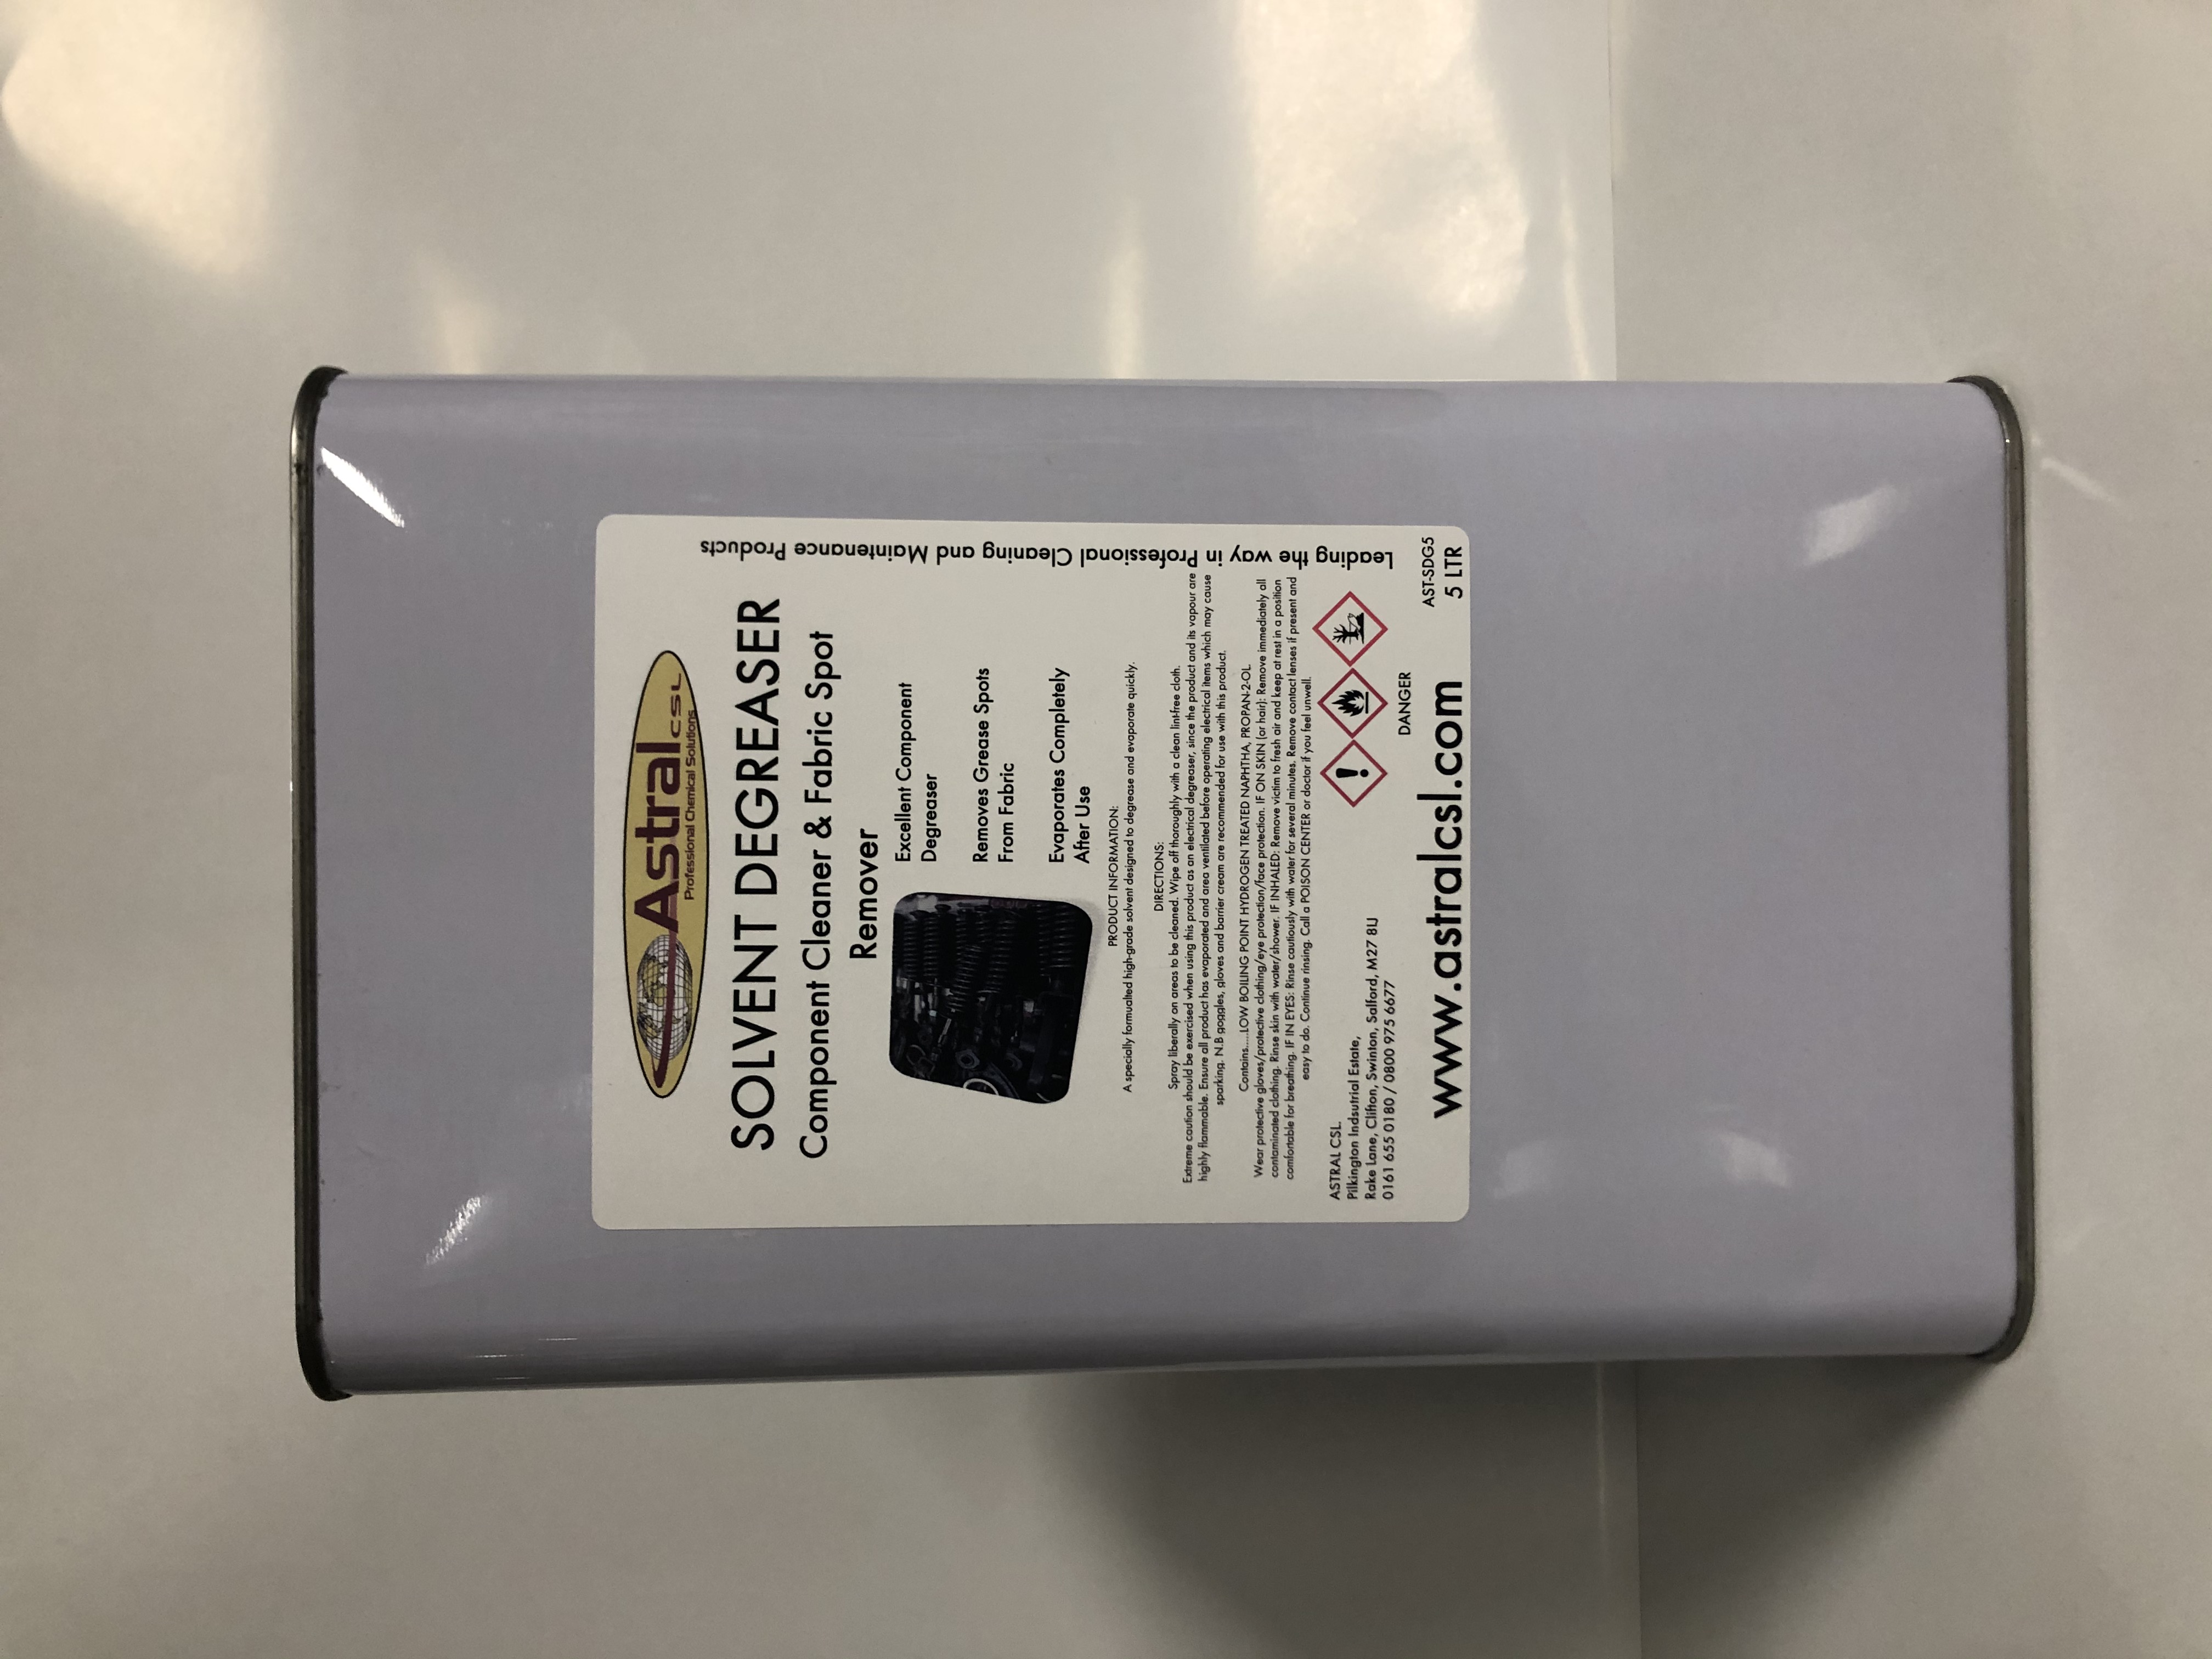 Astral CSL
Professional Chemical Solutions
SOLVENT DEGREASER
Component Cleaner & Fabric Spot
Remover
Excellent Component
Degreaser
Removes Grease Spots
From Fabric
Evaporates Completely
After Use
PRODUCT INFORMATION:
A specially formualted high-grade solvent designed to degrease and evaporate quickly.
DIRECTIONS:
Spray liberally on areas to be cleaned. Wipe off thoroughly with a clean lint-free cloth.
Extreme caution should be exercised when using this product as an electrical degreaser, since the product and its vapour are
highly flammable. Ensure all product has evaporated and area ventilated before operating electrical items which may cause
sparking. N.B goggles, gloves and barrier cream are recommended for use with this product.
Contains....LOW BOILING POINT HYDROGEN TREATED NAPHTHA, PROPAN-2-OL
Wear protective gloves/protective clothing/eye protection/face protection. IF ON SKIN (or hair): Remove immediately all
contaminated clothing. Rinse skin with water/shower. IF INHALED: Remove victim to fresh air and keep at rest in a position
comfortable for breathing. IF IN EYES: Rinse cautiously with water for several minutes. Remove contact lenses if present and
easy to do. Continue rinsing. Call a POISON CENTER or doctor if you feel unwell.
ASTRAL CSL.
Pilkington Indsutrial Estate,
Rake Lane, Clifton, Swinton, Salford, M27 8LJ
0161 655 0180 / 0800 975 6677
DANGER
www.astralcsl.com
AST-SDG5
5 LTR
Leading the way in Professional Cleaning and Maintenance Products